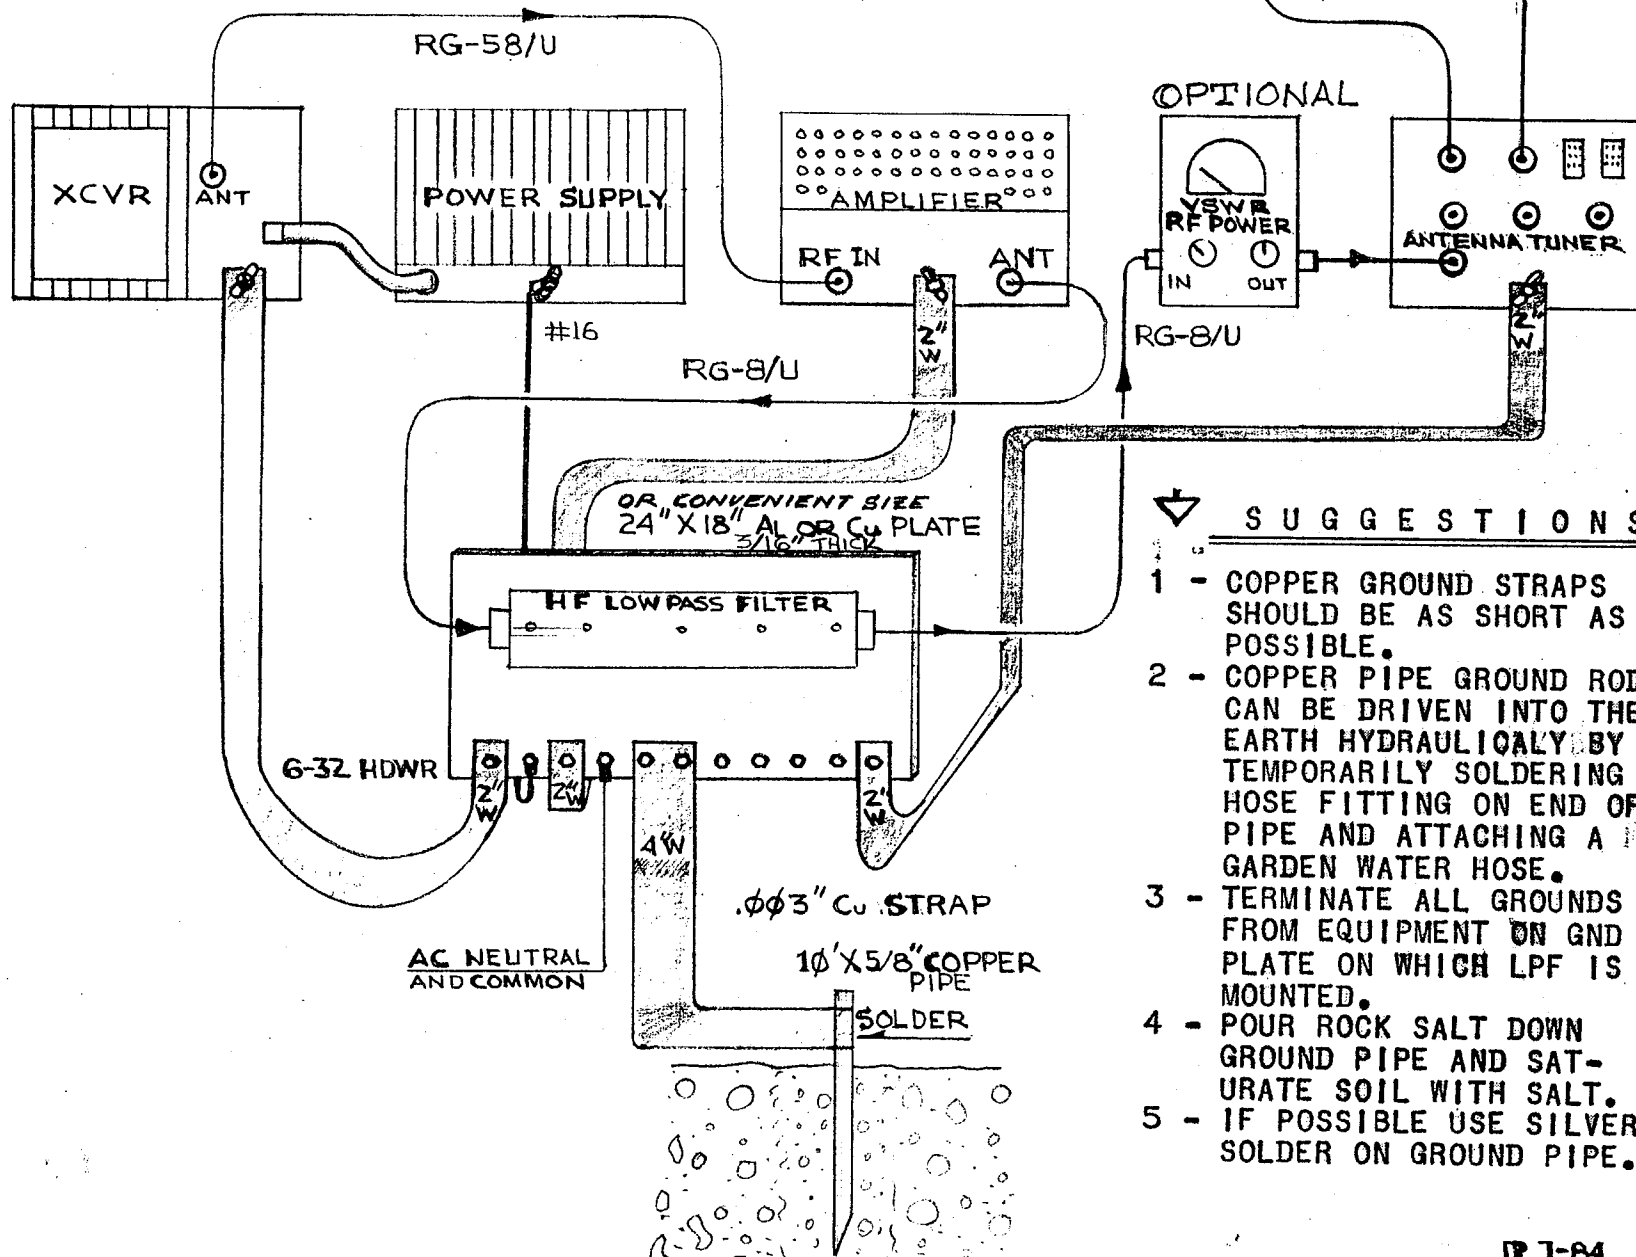 RG-58/U
OPTIONAL
XCVR
ANT
POWER SUPPLY
AMPLIFIER
RF IN
ANT
VSWR
RF POWER
IN
OUT
ANTENNA TUNER
#16
2"
W
RG-8/U
RG-8/U
2"
W
OR CONVENIENT SIZE
24" X 18" AL OR Cu PLATE
3/16" THICK
HF LOW PASS FILTER
6-32 HDWR
2"
W
2"W
4"W
2"
W
AC NEUTRAL
AND COMMON
.ØØ3" Cu STRAP
1Ø' X 5/8" COPPER
PIPE
SOLDER
SUGGESTIONS
1 - COPPER GROUND STRAPS
SHOULD BE AS SHORT AS
POSSIBLE.
2 - COPPER PIPE GROUND ROD
CAN BE DRIVEN INTO THE
EARTH HYDRAULICALY BY
TEMPORARILY SOLDERING
HOSE FITTING ON END OF
PIPE AND ATTACHING A
GARDEN WATER HOSE.
3 - TERMINATE ALL GROUNDS
FROM EQUIPMENT ON GND
PLATE ON WHICH LPF IS
MOUNTED.
4 - POUR ROCK SALT DOWN
GROUND PIPE AND SAT-
URATE SOIL WITH SALT.
5 - IF POSSIBLE USE SILVER
SOLDER ON GROUND PIPE.